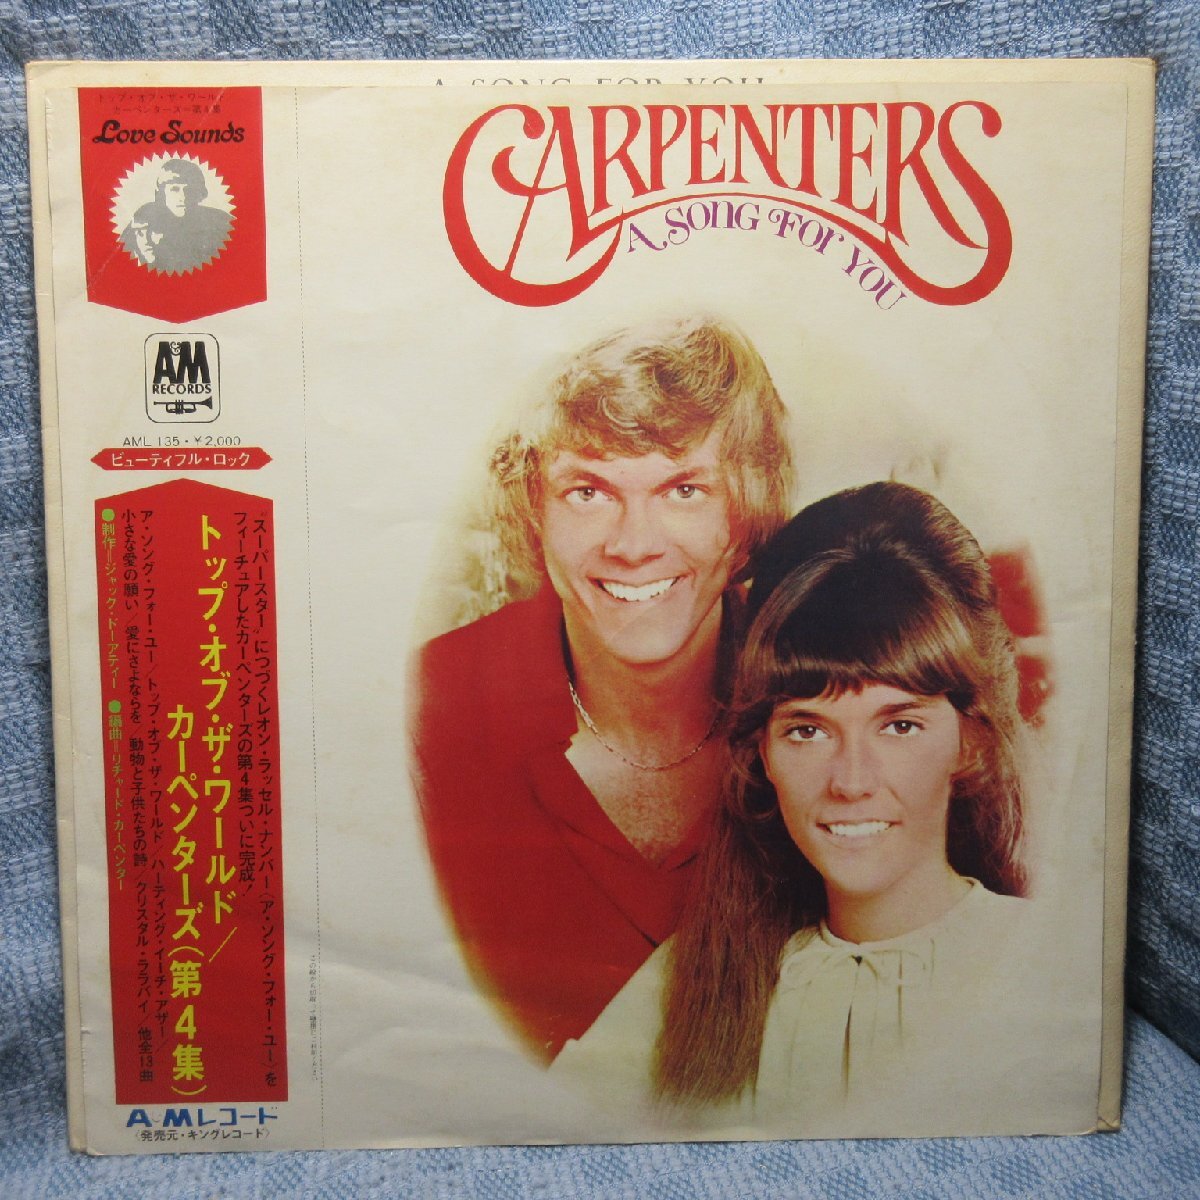 A SONG FOR YOU
トップ・オブ・ザ・ワールド
カーペンターズ=第4集
Love Sounds
A&M
RECORDS
AML 135・¥2,000
ビューティフル・ロック
“スーパースター”につづくレオン・ラッセル・ナンバー〈ア・ソング・フォー・ユー〉を
フィーチュアしたカーペンターズの第4集ついに完成!
トップ・オブ・ザ・ワールド/
カーペンターズ(第4集)
ア・ソング・フォー・ユー/トップ・オブ・ザ・ワールド/ハーティング・イーチ・アザー/
小さな愛の願い/愛にさよならを/動物と子供たちの詩/クリスタル・ララバイ/他全13曲
●制作=ジャック・ドーアティー ●編曲=リチャード・カーペンター
A&Mレコード
〈発売元・キングレコード〉
CARPENTERS
A SONG FOR YOU